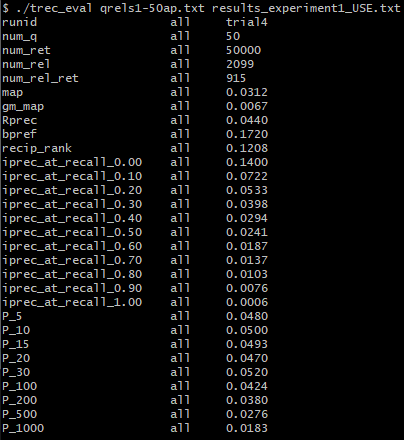 $ ./trec_eval qrels1-50ap.txt results_experiment1_USE.txt
runid all trial4
num_q all 50
num_ret all 50000
num_rel all 2099
num_rel_ret all 915
map all 0.0312
gm_map all 0.0067
Rprec all 0.0440
bpref all 0.1720
recip_rank all 0.1208
iprec_at_recall_0.00 all 0.1400
iprec_at_recall_0.10 all 0.0722
iprec_at_recall_0.20 all 0.0533
iprec_at_recall_0.30 all 0.0398
iprec_at_recall_0.40 all 0.0294
iprec_at_recall_0.50 all 0.0241
iprec_at_recall_0.60 all 0.0187
iprec_at_recall_0.70 all 0.0137
iprec_at_recall_0.80 all 0.0103
iprec_at_recall_0.90 all 0.0076
iprec_at_recall_1.00 all 0.0006
P_5 all 0.0480
P_10 all 0.0500
P_15 all 0.0493
P_20 all 0.0470
P_30 all 0.0520
P_100 all 0.0424
P_200 all 0.0380
P_500 all 0.0276
P_1000 all 0.0183